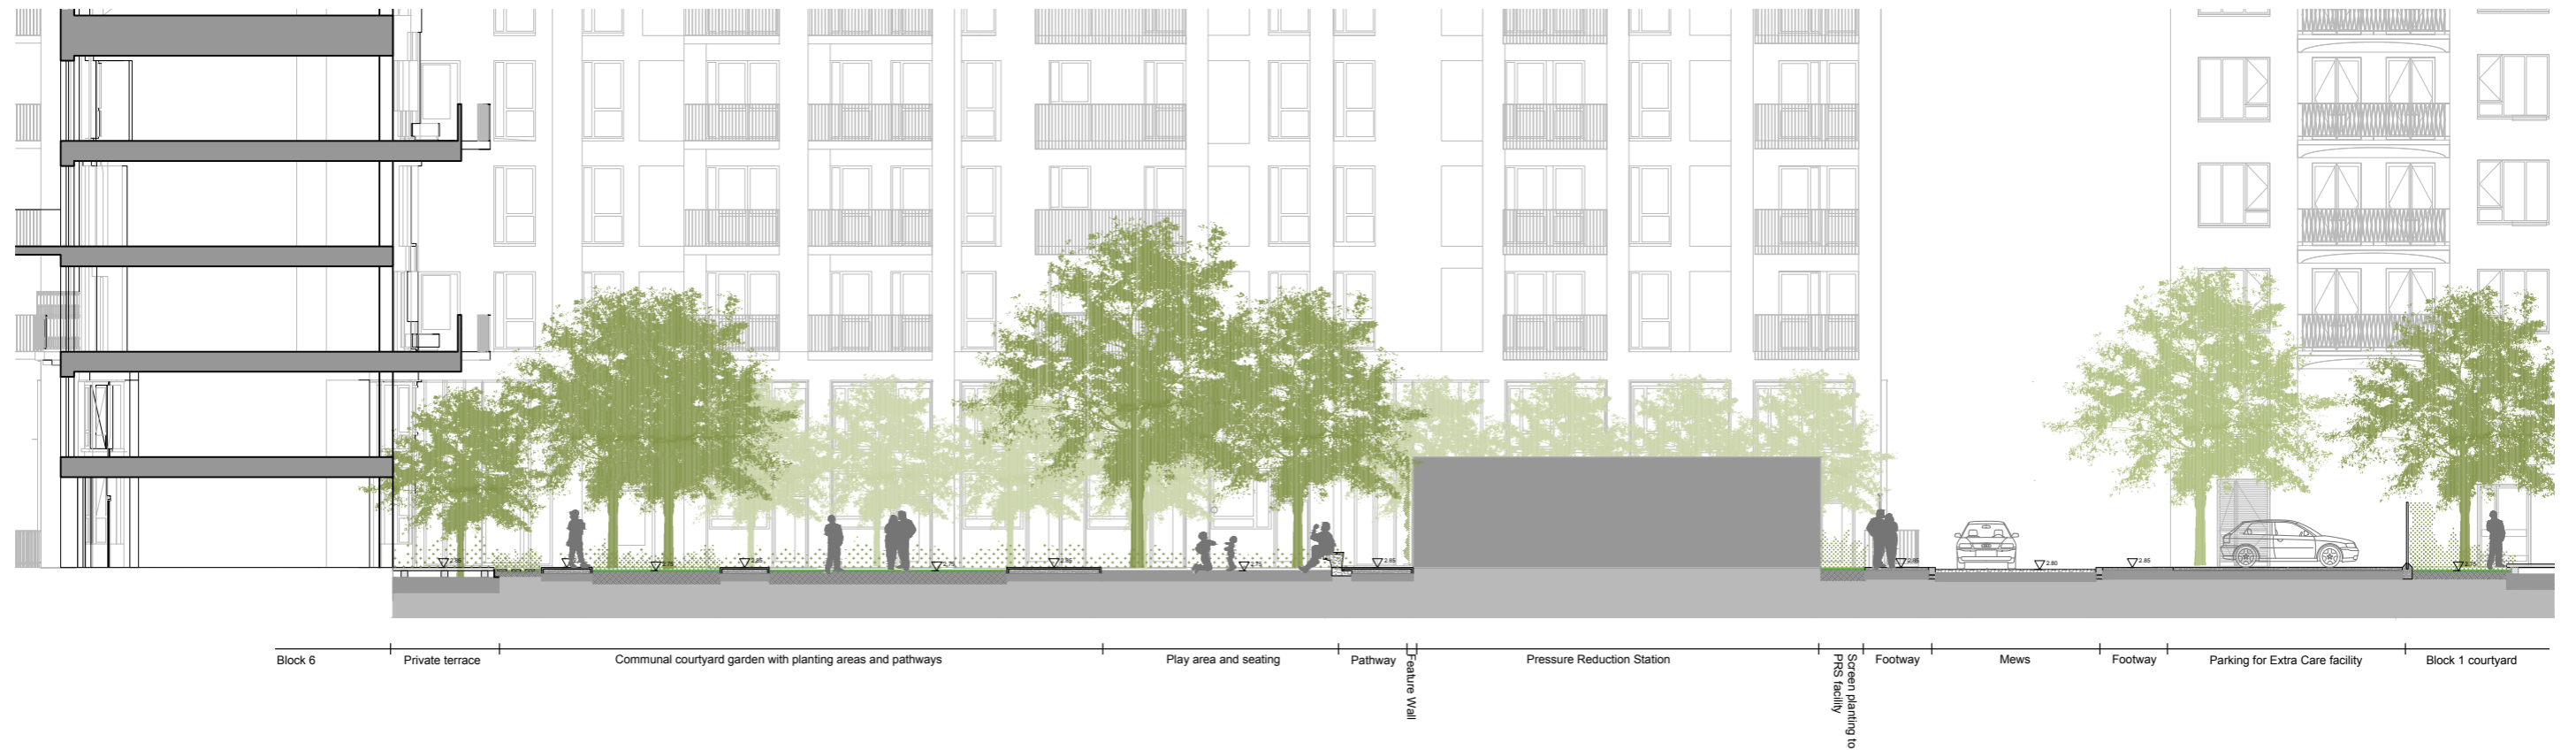 2.85
2.80
2.85
Block 6
Private terrace
Communal courtyard garden with planting areas and pathways
Play area and seating
Pathway
Feature Wall
Pressure Reduction Station
Screen planting to
PRS facility
Footway
Mews
Footway
Parking for Extra Care facility
Block 1 courtyard